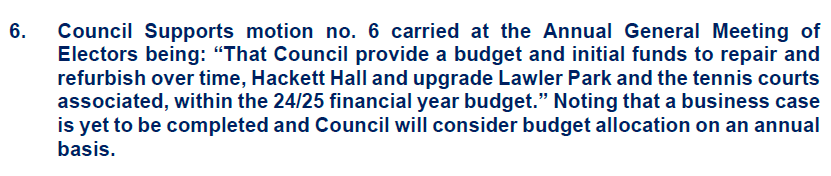 6. Council Supports motion no. 6 carried at the Annual General Meeting of
Electors being: “That Council provide a budget and initial funds to repair and
refurbish over time, Hackett Hall and upgrade Lawler Park and the tennis courts
associated, within the 24/25 financial year budget.” Noting that a business case
is yet to be completed and Council will consider budget allocation on an annual
basis.